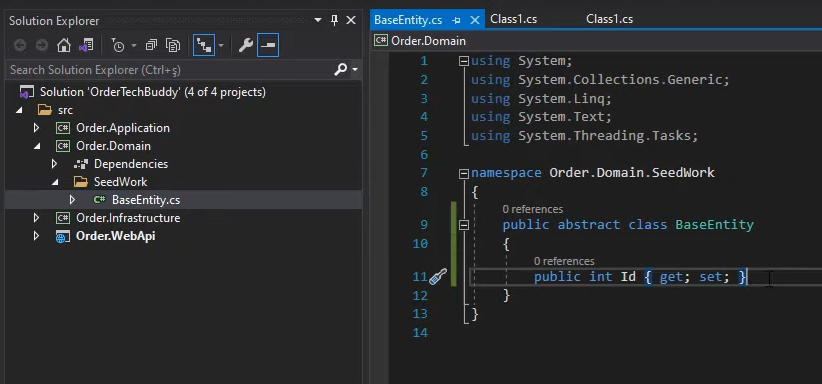 Solution Explorer
Search Solution Explorer (Ctrl+ş)
Solution 'OrderTechBuddy' (4 of 4 projects)
src
C# Order.Application
C# Order.Domain
Dependencies
SeedWork
C# BaseEntity.cs
C# Order.Infrastructure
Order.WebApi
BaseEntity.cs
Class1.cs
Class1.cs
C# Order.Domain
1 using System;
2 using System.Collections.Generic;
3 using System.Linq;
4 using System.Text;
5 using System.Threading.Tasks;
6
7 namespace Order.Domain.SeedWork
8 {
0 references
9 public abstract class BaseEntity
10 {
0 references
11 public int Id { get; set; }
12 }
13 }
14